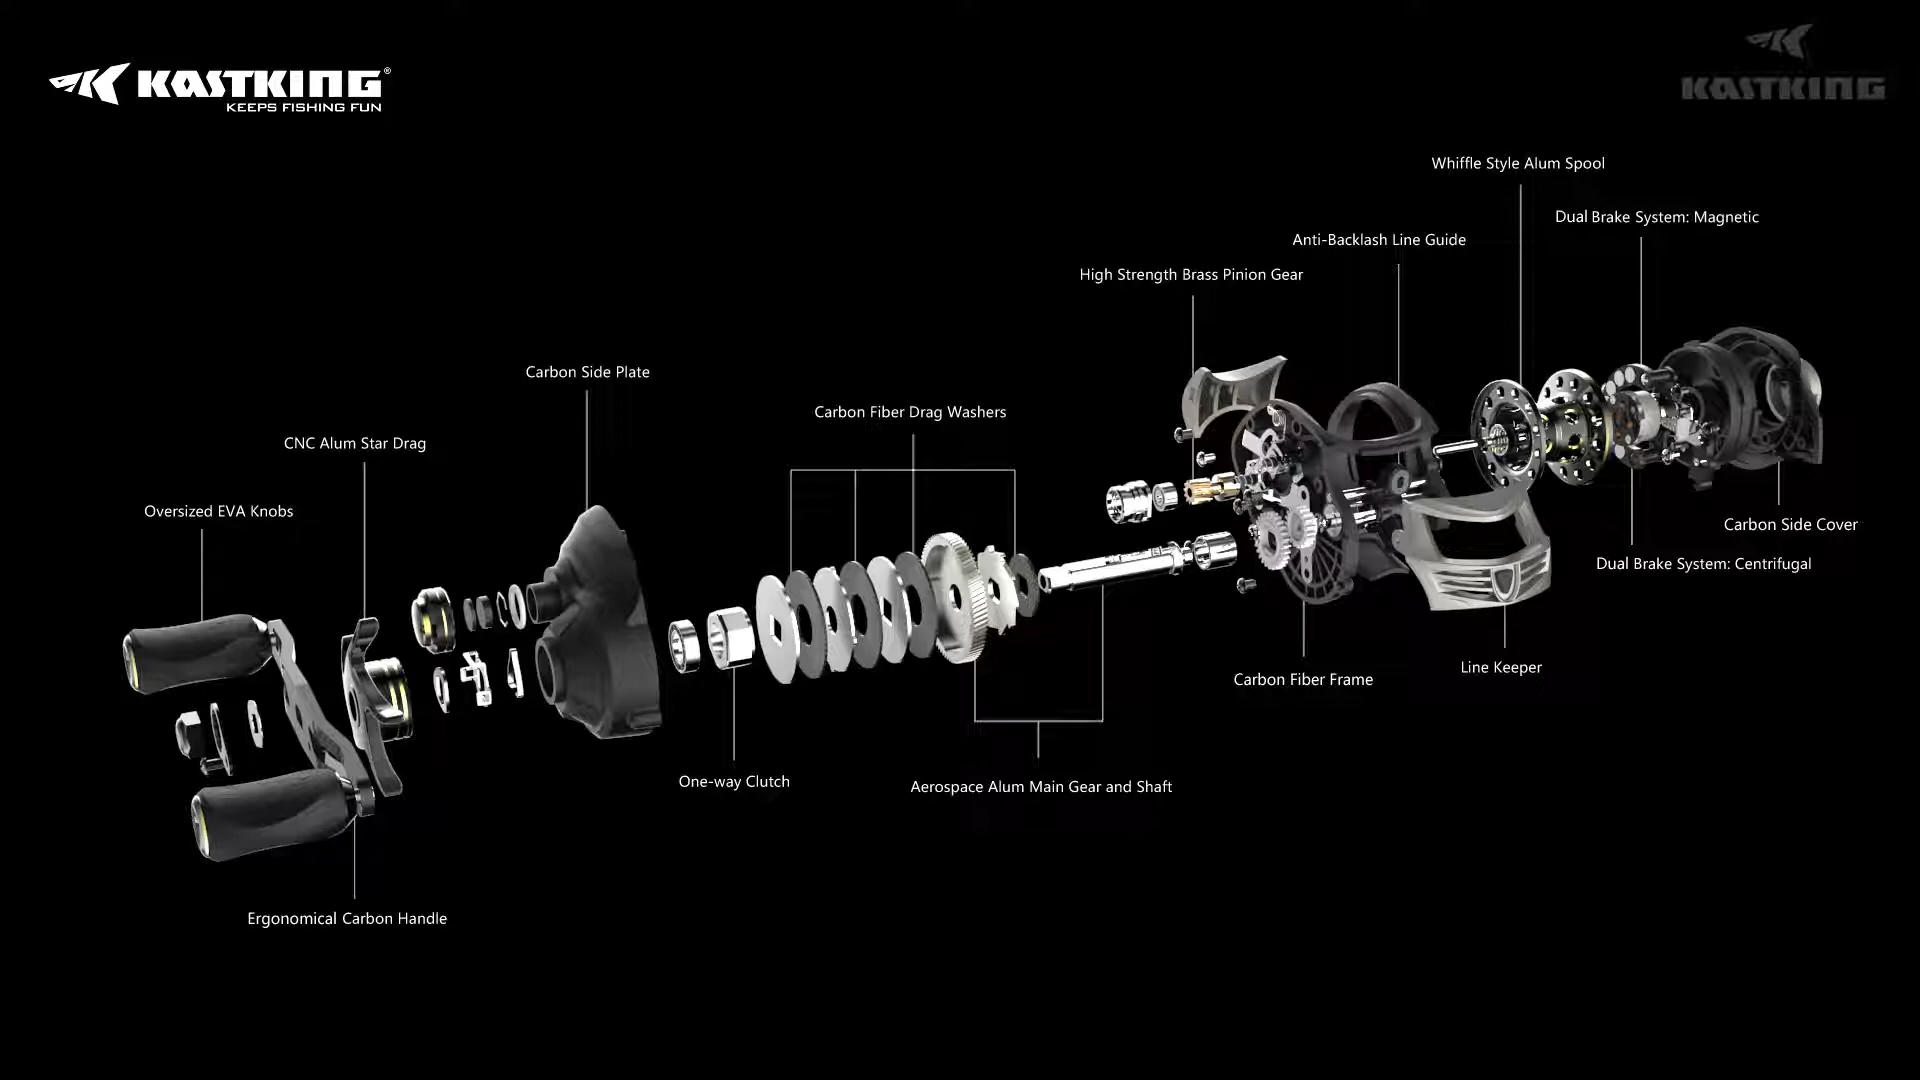 KASTKING®
KEEPS FISHING FUN
KASTKING
Whiffle Style Alum Spool
Dual Brake System: Magnetic
Anti-Backlash Line Guide
High Strength Brass Pinion Gear
Carbon Side Plate
Carbon Fiber Drag Washers
CNC Alum Star Drag
Oversized EVA Knobs
Carbon Side Cover
Dual Brake System: Centrifugal
Line Keeper
Carbon Fiber Frame
One-way Clutch
Aerospace Alum Main Gear and Shaft
Ergonomical Carbon Handle